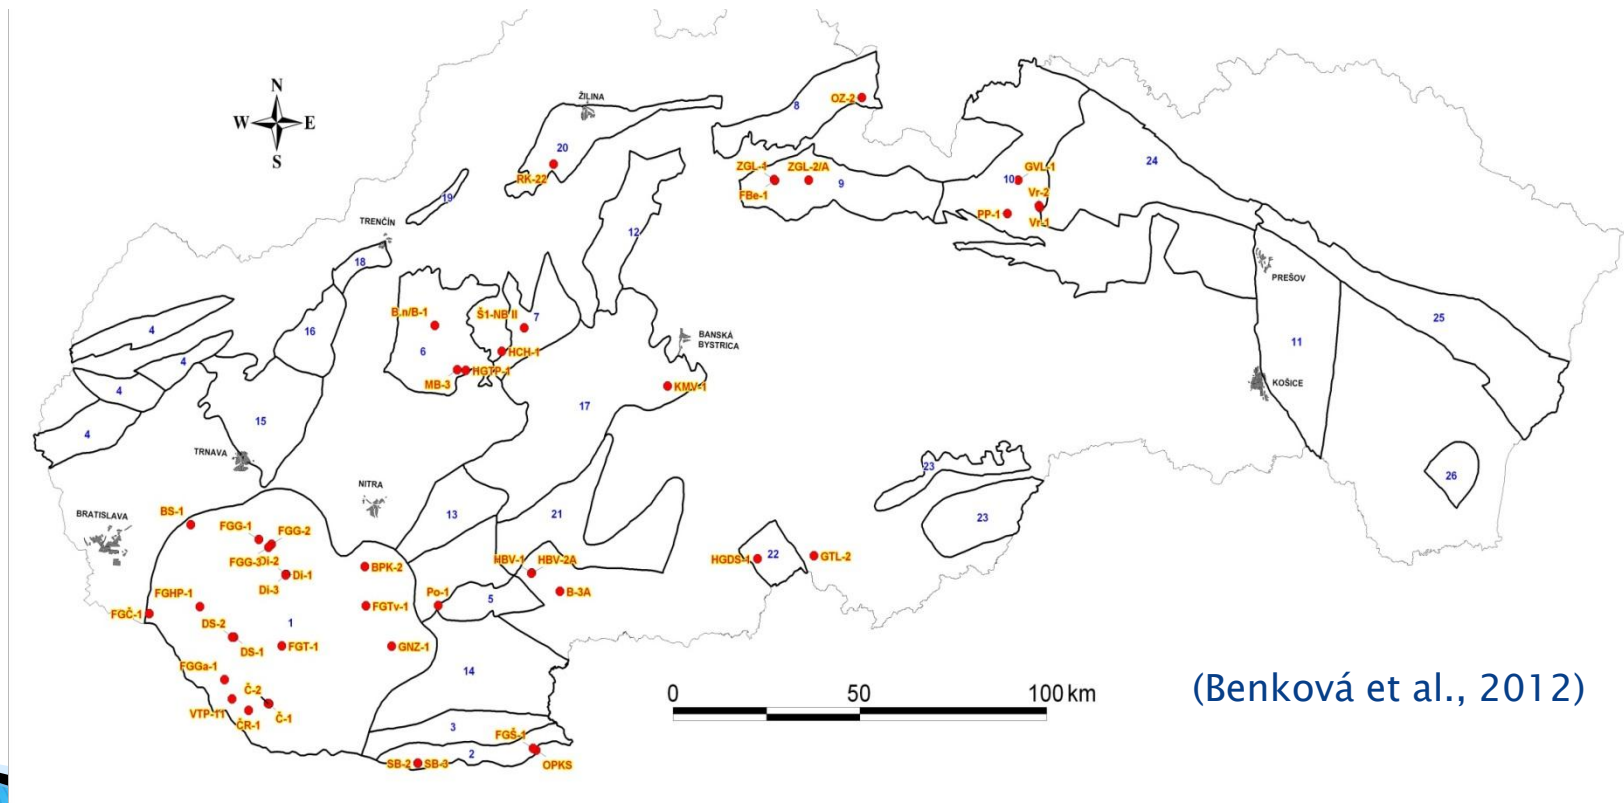 N
W E
S
ŽILINA
8
OZ-2
20
RK-22
ZGL-1
ZGL-2/A
FBe-1
9
10
GVL-1
24
Vr-2
PP-1
Vr-1
19
TRENČÍN
12
18
PREŠOV
B.n/B-1
Š1-NB II
7
4
16
6
HCH-1
BANSKÁ
BYSTRICA
25
11
4
MB-3
HGTP-1
KMV-1
KOŠICE
4
15
17
4
TRNAVA
23
26
NITRA
BRATISLAVA
BS-1
FGG-1
FGG-2
13
21
23
FGG-3
Di-2
BPK-2
HBV-1
HBV-2A
HGDS-1
22
GTL-2
Di-1
Di-3
FGHP-1
FGČ-1
FGTv-1
Po-1
5
B-3A
DS-2
1
DS-1
FGT-1
GNZ-1
FGGa-1
14
Č-2
VTP-11
ČR-1
Č-1
0 50 100 km
(Benková et al., 2012)
3
FGŠ-1
2
SB-2
SB-3
OPKS